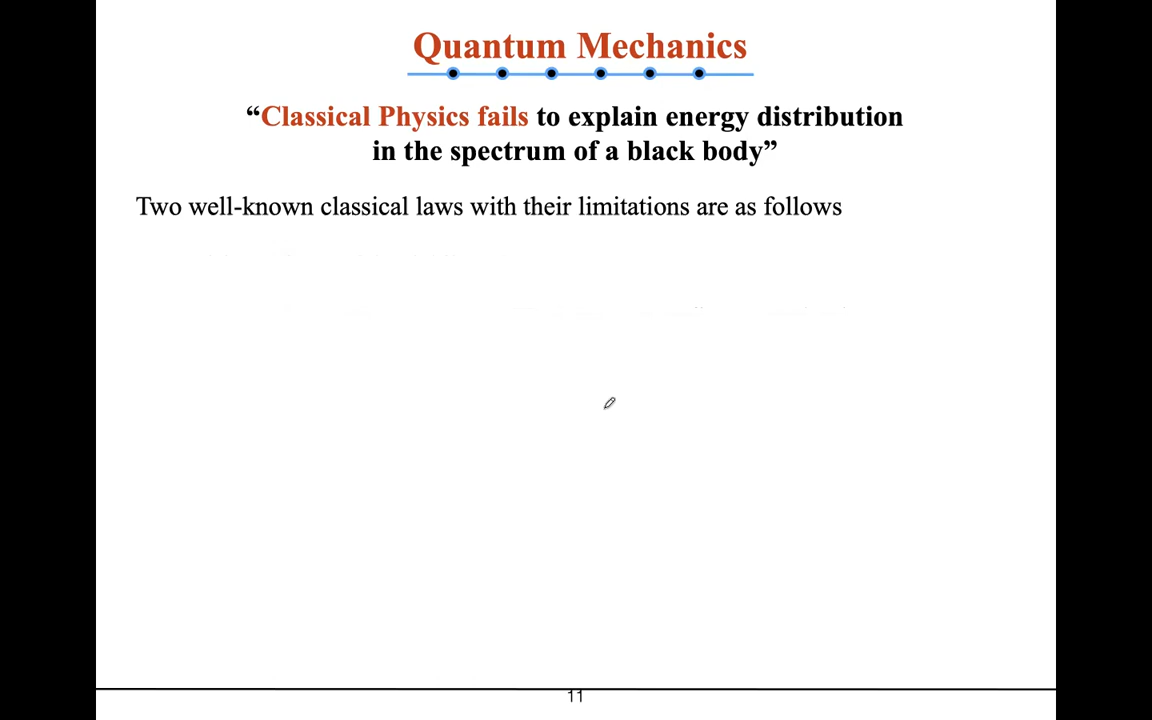 Quantum Mechanics
“Classical Physics fails to explain energy distribution
in the spectrum of a black body”
Two well-known classical laws with their limitations are as follows
11